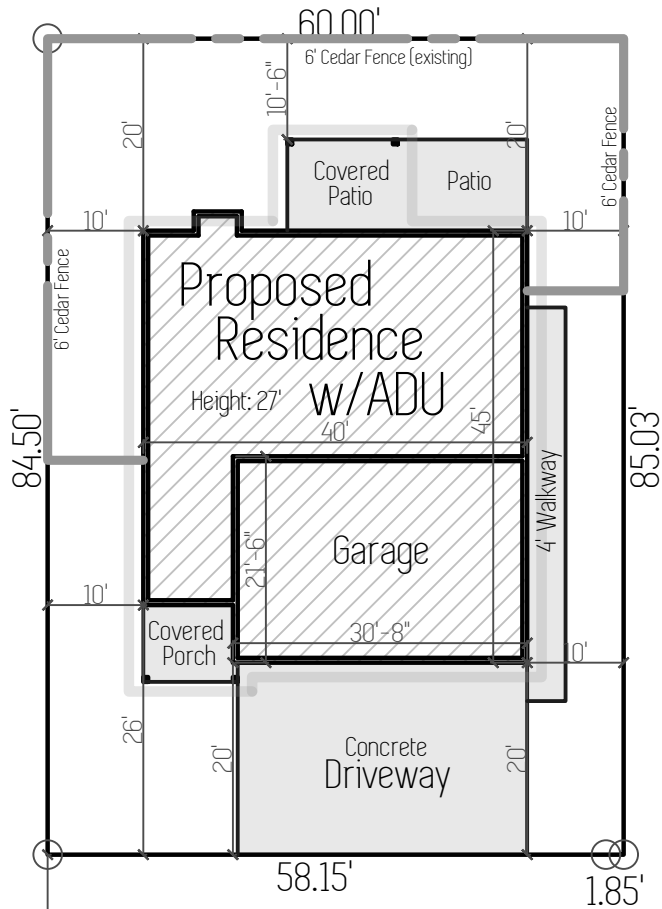 60.00'
6' Cedar Fence (existing)
20'
10'-6"
20'
6' Cedar Fence
Covered
Patio
Patio
10'
10'
6' Cedar Fence
Proposed
Residence
w/ADU
Height: 27'
40'
45'
84.50'
85.03'
4' Walkway
Garage
21'-6"
10'
Covered
Porch
30'-8"
10'
26'
20'
20'
Concrete
Driveway
58.15'
1.85'